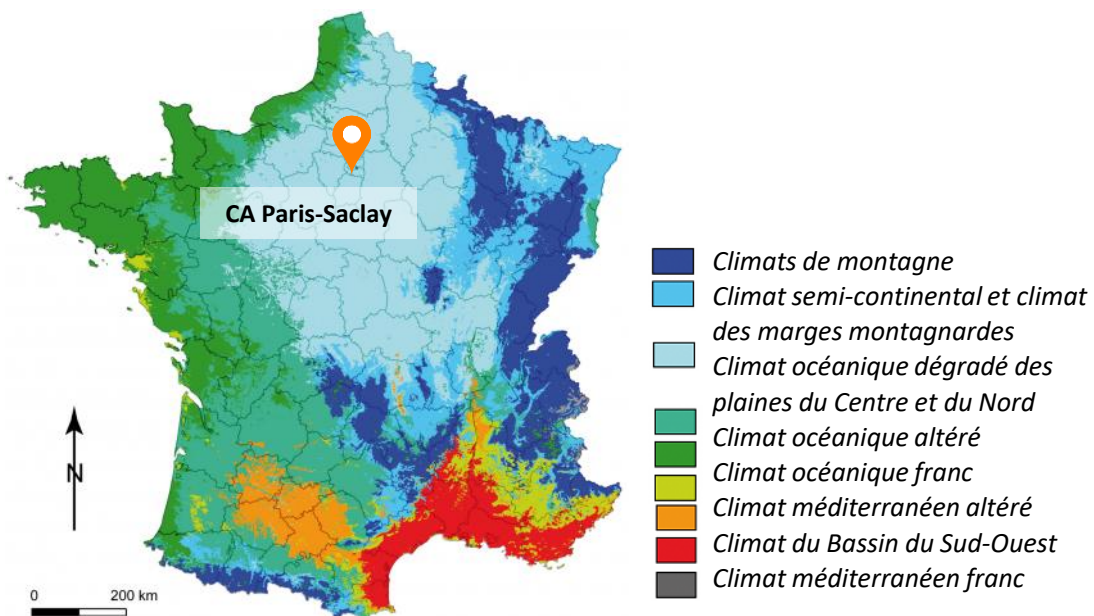 CA Paris-Saclay
Climats de montagne
Climat semi-continental et climat
des marges montagnardes
Climat océanique dégradé des
plaines du Centre et du Nord
Climat océanique altéré
Climat océanique franc
Climat méditerranéen altéré
Climat du Bassin du Sud-Ouest
Climat méditerranéen franc
N
0 200 km